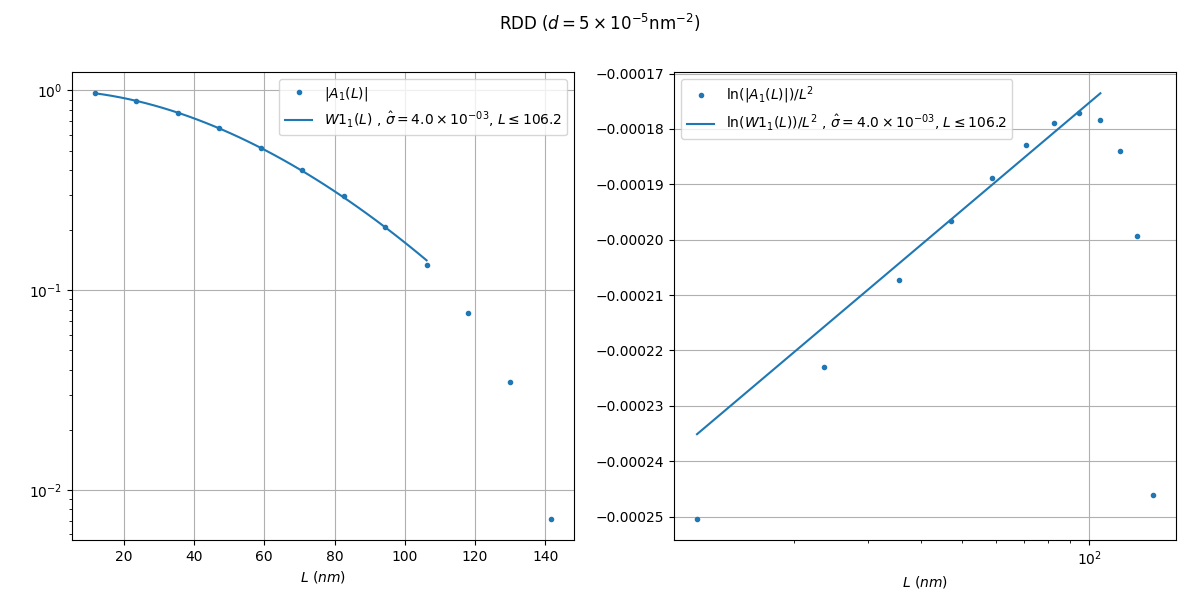 RDD (d = 5 × 10⁻⁵nm⁻²)
|A₁(L)|
W1₁(L) , σ̂ = 4.0 × 10⁻⁰³, L ≤ 106.2
10⁰
10⁻¹
10⁻²
20 40 60 80 100 120 140
L (nm)
ln(|A₁(L)|)/L²
ln(W1₁(L))/L² , σ̂ = 4.0 × 10⁻⁰³, L ≤ 106.2
−0.00017
−0.00018
−0.00019
−0.00020
−0.00021
−0.00022
−0.00023
−0.00024
−0.00025
10²
L (nm)